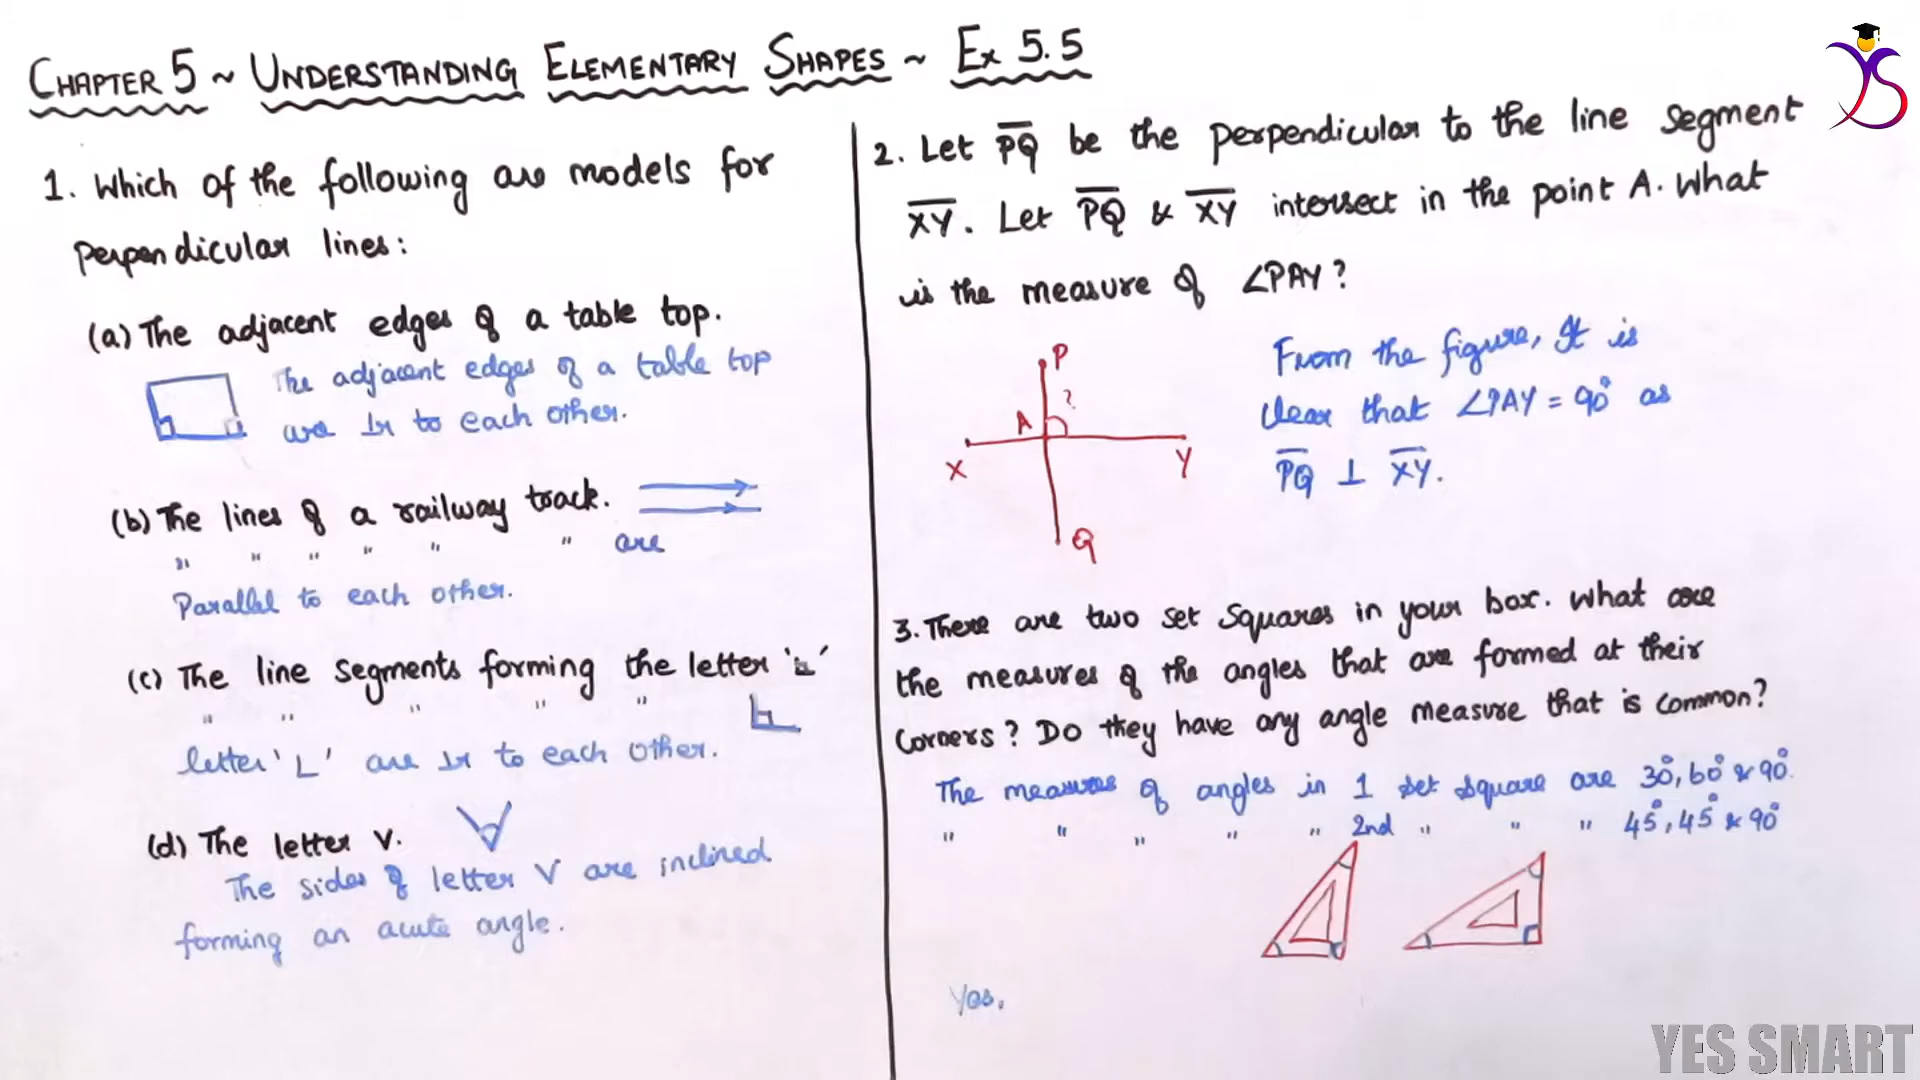 CHAPTER 5 ~ UNDERSTANDING ELEMENTARY SHAPES ~ Ex 5.5
1. Which of the following are models for
perpendicular lines:
(a) The adjacent edges of a table top.
The adjacent edges of a table top
are ⊥r to each other.
(b) The lines of a railway track.
" " " " " " are
Parallel to each other.
(c) The line segments forming the letter 'L'
" " " " "
letter 'L' are ⊥r to each other.
(d) The letter V.
The sides of letter V are inclined
forming an acute angle.
2. Let P̅Q̅ be the perpendicular to the line segment
X̅Y̅. Let P̅Q̅ & X̅Y̅ intersect in the point A. What
is the measure of ∠PAY?
P
?
A
X
Y
Q
From the figure, It is
clear that ∠PAY = 90° as
P̅Q̅ ⊥ X̅Y̅.
3. There are two set squares in your box. What are
the measures of the angles that are formed at their
corners? Do they have any angle measure that is common?
The measures of angles in 1 set square are 30°, 60° & 90°.
" " " " " 2nd " " " 45°, 45° & 90°
Yes,
YS
YES SMART